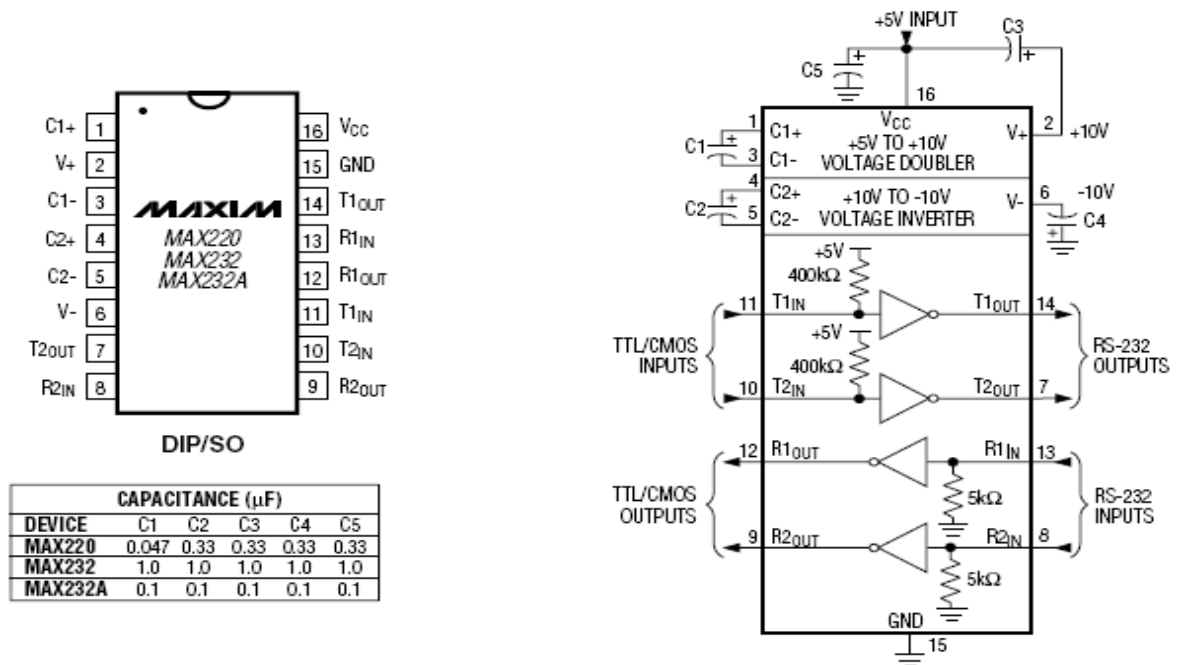 C1+ 1
V+ 2
C1- 3
C2+ 4
C2- 5
V- 6
T2OUT 7
R2IN 8
16 VCC
15 GND
14 T1OUT
13 R1IN
12 R1OUT
11 T1IN
10 T2IN
9 R2OUT
MAXIM
MAX220
MAX232
MAX232A
DIP/SO
CAPACITANCE (µF)
DEVICE C1 C2 C3 C4 C5
MAX220 0.047 0.33 0.33 0.33 0.33
MAX232 1.0 1.0 1.0 1.0 1.0
MAX232A 0.1 0.1 0.1 0.1 0.1
+5V INPUT
C3
C5 +
+
16
VCC
1 C1+
C1 +
3 C1-
+5V TO +10V
VOLTAGE DOUBLER
V+ 2 +10V
4 C2+
C2 +
5 C2-
+10V TO -10V
VOLTAGE INVERTER
V- 6 -10V
C4
+
+5V
400kΩ
11 T1IN
T1OUT 14
+5V
400kΩ
10 T2IN
T2OUT 7
TTL/CMOS
INPUTS
RS-232
OUTPUTS
12 R1OUT
R1IN 13
5kΩ
9 R2OUT
R2IN 8
5kΩ
TTL/CMOS
OUTPUTS
RS-232
INPUTS
GND
15